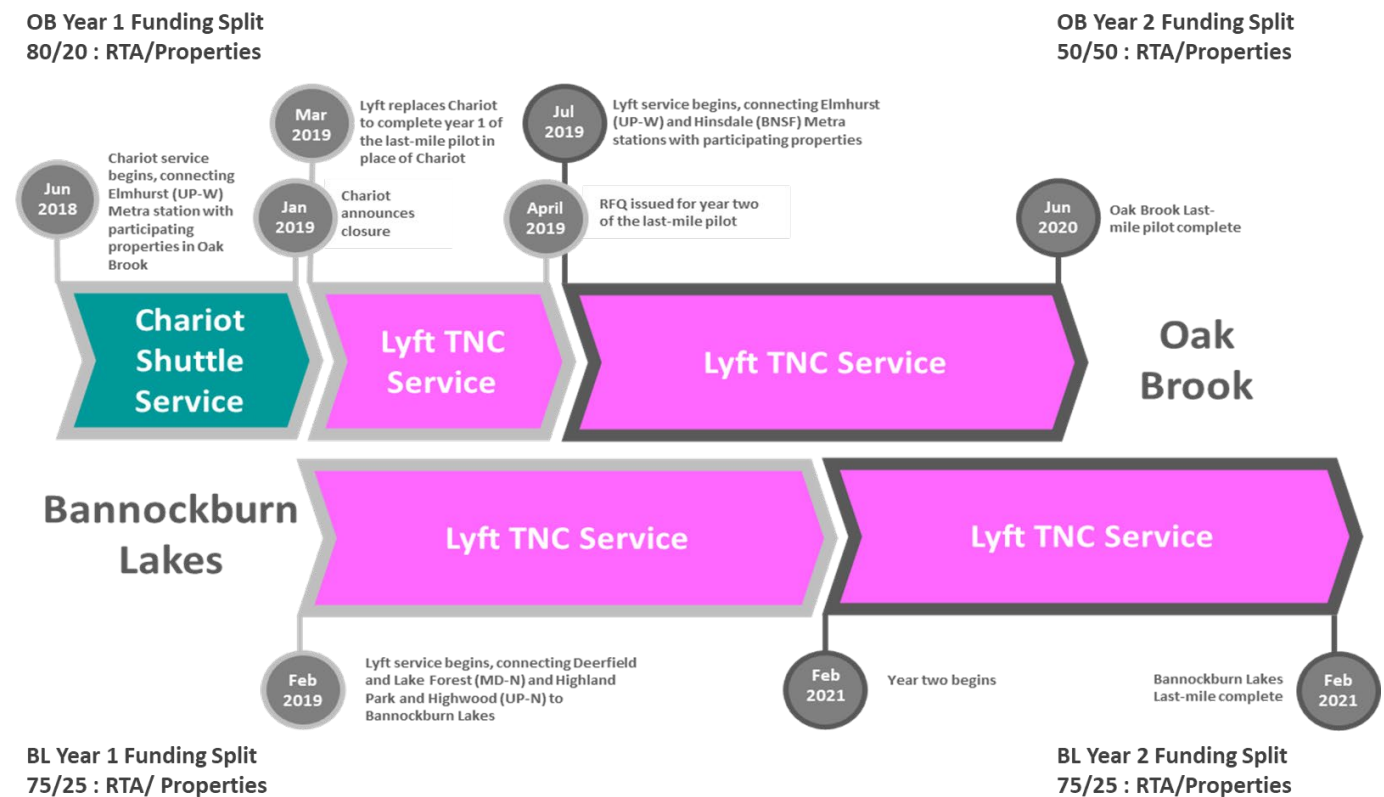 OB Year 1 Funding Split
80/20 : RTA/Properties
OB Year 2 Funding Split
50/50 : RTA/Properties
Jun
2018
Chariot service
begins, connecting
Elmhurst (UP-W)
Metra station with
participating
properties in Oak
Brook
Mar
2019
Lyft replaces Chariot
to complete year 1 of
the last-mile pilot in
place of Chariot
Jan
2019
Chariot
announces
closure
Jul
2019
Lyft service begins, connecting Elmhurst
(UP-W) and Hinsdale (BNSF) Metra
stations with participating properties
April
2019
RFQ issued for year two
of the last-mile pilot
Jun
2020
Oak Brook Last-
mile pilot complete
Chariot
Shuttle
Service
Lyft TNC
Service
Lyft TNC Service
Oak
Brook
Bannockburn
Lakes
Lyft TNC Service
Lyft TNC Service
Feb
2019
Lyft service begins, connecting Deerfield
and Lake Forest (MD-N) and Highland
Park and Highwood (UP-N) to
Bannockburn Lakes
Feb
2021
Year two begins
Bannockburn Lakes
Last-mile complete
Feb
2021
BL Year 1 Funding Split
75/25 : RTA/ Properties
BL Year 2 Funding Split
75/25 : RTA/Properties